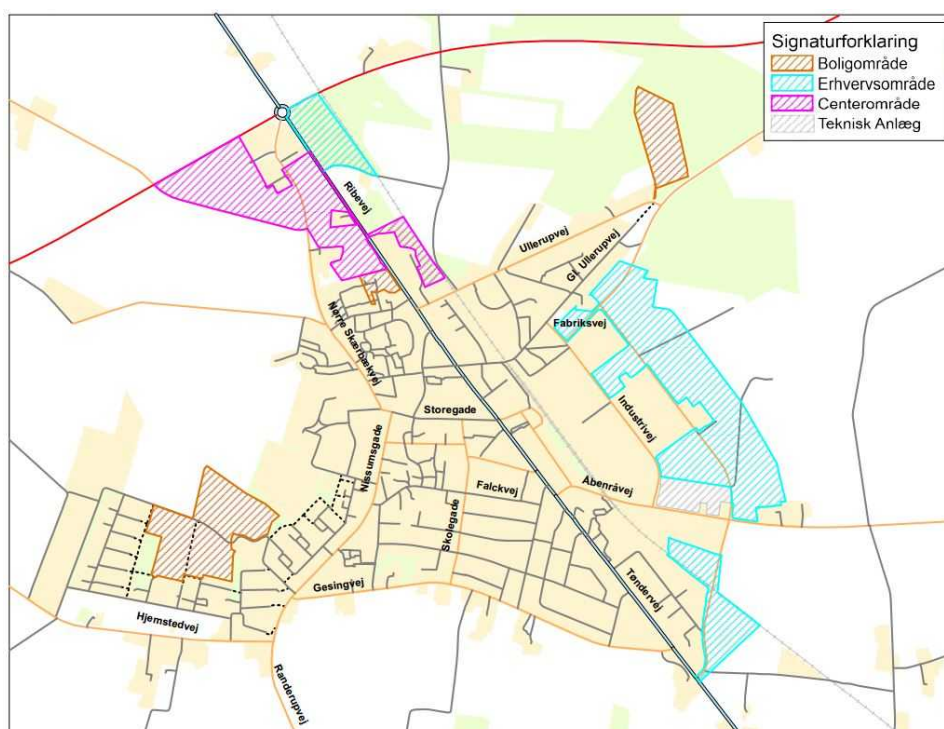 Signaturforklaring
Boligområde
Erhvervsområde
Centerområde
Teknisk Anlæg
Ribevej
Ullerupvej
Gl. Ullerupvej
Fabriksvej
Nørre Skærbækvej
Storegade
Industrivej
Nissumsgade
Falckvej
Åbenråvej
Skolegade
Gesingvej
Tøndervej
Hjemstedvej
Randerupvej